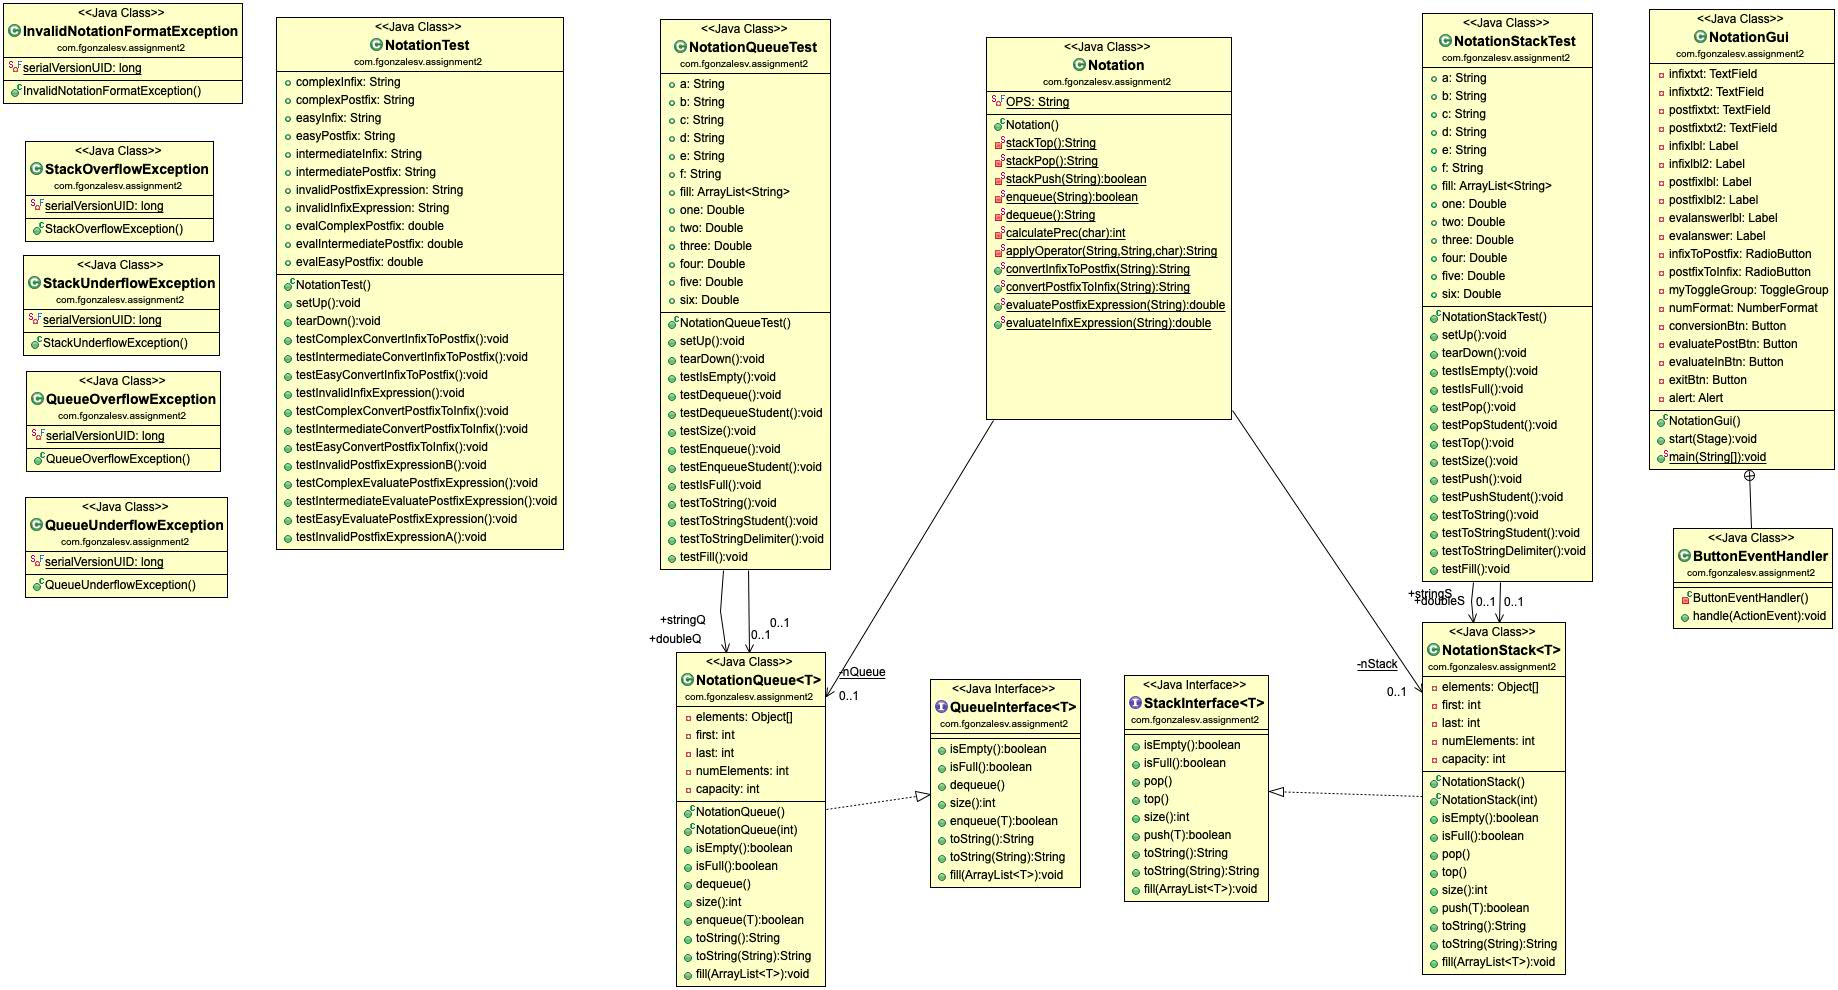 <<Java Class>>
InvalidNotationFormatException
com.fgonzalesv.assignment2
serialVersionUID: long
InvalidNotationFormatException()
<<Java Class>>
StackOverflowException
com.fgonzalesv.assignment2
serialVersionUID: long
StackOverflowException()
<<Java Class>>
StackUnderflowException
com.fgonzalesv.assignment2
serialVersionUID: long
StackUnderflowException()
<<Java Class>>
QueueOverflowException
com.fgonzalesv.assignment2
serialVersionUID: long
QueueOverflowException()
<<Java Class>>
QueueUnderflowException
com.fgonzalesv.assignment2
serialVersionUID: long
QueueUnderflowException()
<<Java Class>>
NotationTest
com.fgonzalesv.assignment2
complexInfix: String
complexPostfix: String
easyInfix: String
easyPostfix: String
intermediateInfix: String
intermediatePostfix: String
invalidPostfixExpression: String
invalidInfixExpression: String
evalComplexPostfix: double
evalIntermediatePostfix: double
evalEasyPostfix: double
NotationTest()
setUp():void
tearDown():void
testComplexConvertInfixToPostfix():void
testIntermediateConvertInfixToPostfix():void
testEasyConvertInfixToPostfix():void
testInvalidInfixExpression():void
testComplexConvertPostfixToInfix():void
testIntermediateConvertPostfixToInfix():void
testEasyConvertPostfixToInfix():void
testInvalidPostfixExpressionB():void
testComplexEvaluatePostfixExpression():void
testIntermediateEvaluatePostfixExpression():void
testEasyEvaluatePostfixExpression():void
testInvalidPostfixExpressionA():void
<<Java Class>>
NotationQueueTest
com.fgonzalesv.assignment2
a: String
b: String
c: String
d: String
e: String
f: String
fill: ArrayList<String>
one: Double
two: Double
three: Double
four: Double
five: Double
six: Double
NotationQueueTest()
setUp():void
tearDown():void
testIsEmpty():void
testDequeue():void
testDequeueStudent():void
testSize():void
testEnqueue():void
testEnqueueStudent():void
testIsFull():void
testToString():void
testToStringStudent():void
testToStringDelimiter():void
testFill():void
+stringQ
0..1
+doubleQ
0..1
<<Java Class>>
NotationQueue<T>
com.fgonzalesv.assignment2
elements: Object[]
first: int
last: int
numElements: int
capacity: int
NotationQueue()
NotationQueue(int)
isEmpty():boolean
isFull():boolean
dequeue()
size():int
enqueue(T):boolean
toString():String
toString(String):String
fill(ArrayList<T>):void
<<Java Class>>
Notation
com.fgonzalesv.assignment2
OPS: String
Notation()
stackTop():String
stackPop():String
stackPush(String):boolean
enqueue(String):boolean
dequeue():String
calculatePrec(char):int
applyOperator(String,String,char):String
convertInfixToPostfix(String):String
convertPostfixToInfix(String):String
evaluatePostfixExpression(String):double
evaluateInfixExpression(String):double
-nQueue
0..1
-nStack
0..1
<<Java Interface>>
QueueInterface<T>
com.fgonzalesv.assignment2
isEmpty():boolean
isFull():boolean
dequeue()
size():int
enqueue(T):boolean
toString():String
toString(String):String
fill(ArrayList<T>):void
<<Java Interface>>
StackInterface<T>
com.fgonzalesv.assignment2
isEmpty():boolean
isFull():boolean
pop()
top()
size():int
push(T):boolean
toString():String
toString(String):String
fill(ArrayList<T>):void
<<Java Class>>
NotationStackTest
com.fgonzalesv.assignment2
a: String
b: String
c: String
d: String
e: String
f: String
fill: ArrayList<String>
one: Double
two: Double
three: Double
four: Double
five: Double
six: Double
NotationStackTest()
setUp():void
tearDown():void
testIsEmpty():void
testIsFull():void
testPop():void
testPopStudent():void
testTop():void
testSize():void
testPush():void
testPushStudent():void
testToString():void
testToStringStudent():void
testToStringDelimiter():void
testFill():void
+stringS
+doubleS
0..1
0..1
<<Java Class>>
NotationStack<T>
com.fgonzalesv.assignment2
elements: Object[]
first: int
last: int
numElements: int
capacity: int
NotationStack()
NotationStack(int)
isEmpty():boolean
isFull():boolean
pop()
top()
size():int
push(T):boolean
toString():String
toString(String):String
fill(ArrayList<T>):void
<<Java Class>>
NotationGui
com.fgonzalesv.assignment2
infixtxt: TextField
infixtxt2: TextField
postfixtxt: TextField
postfixtxt2: TextField
infixlbl: Label
infixlbl2: Label
postfixlbl: Label
postfixlbl2: Label
evalanswerlbl: Label
evalanswer: Label
infixToPostfix: RadioButton
postfixToInfix: RadioButton
myToggleGroup: ToggleGroup
numFormat: NumberFormat
conversionBtn: Button
evaluatePostBtn: Button
evaluateInBtn: Button
exitBtn: Button
alert: Alert
NotationGui()
start(Stage):void
main(String[]):void
<<Java Class>>
ButtonEventHandler
com.fgonzalesv.assignment2
ButtonEventHandler()
handle(ActionEvent):void